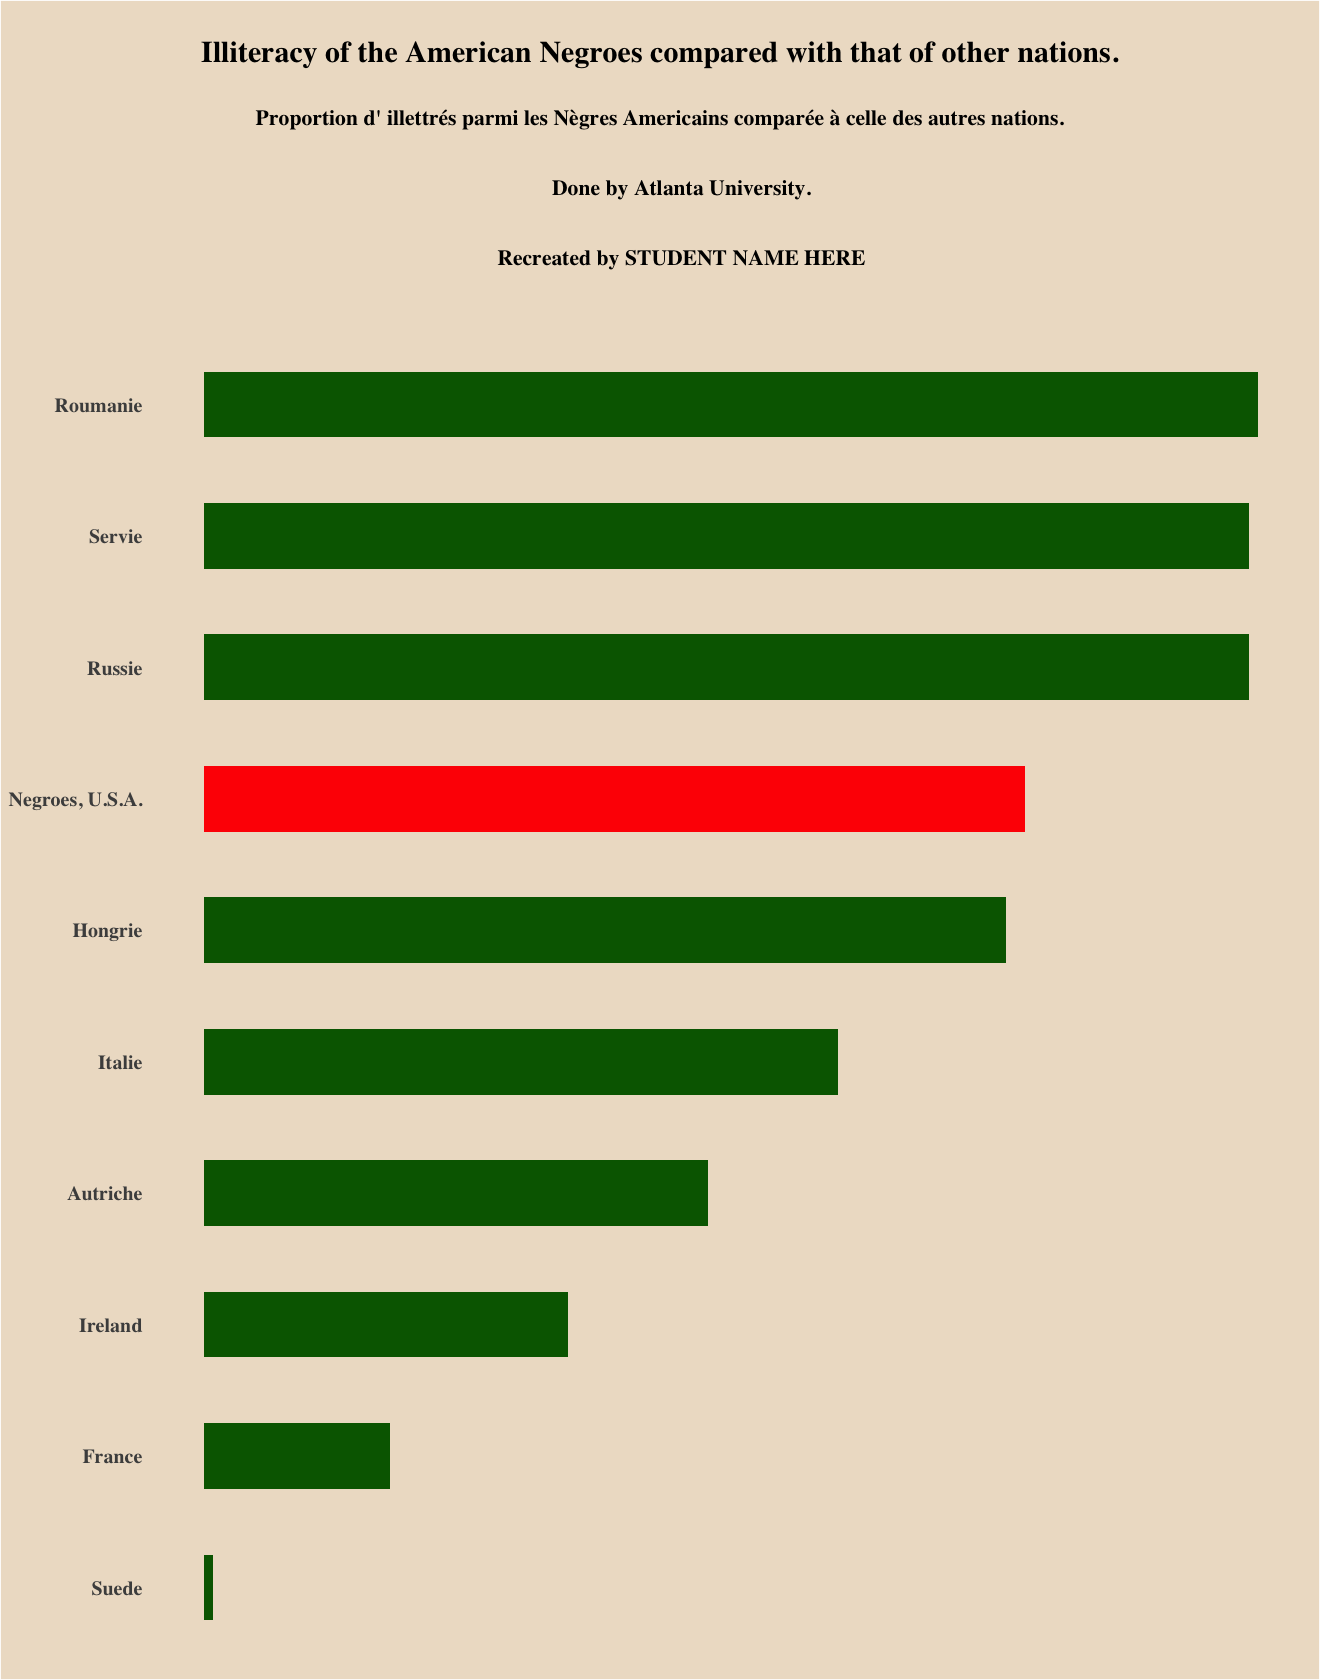 Illiteracy of the American Negroes compared with that of other nations.
Proportion d' illettrés parmi les Nègres Americains comparée à celle des autres nations.
Done by Atlanta University.
Recreated by STUDENT NAME HERE
Roumanie
Servie
Russie
Negroes, U.S.A.
Hongrie
Italie
Autriche
Ireland
France
Suede